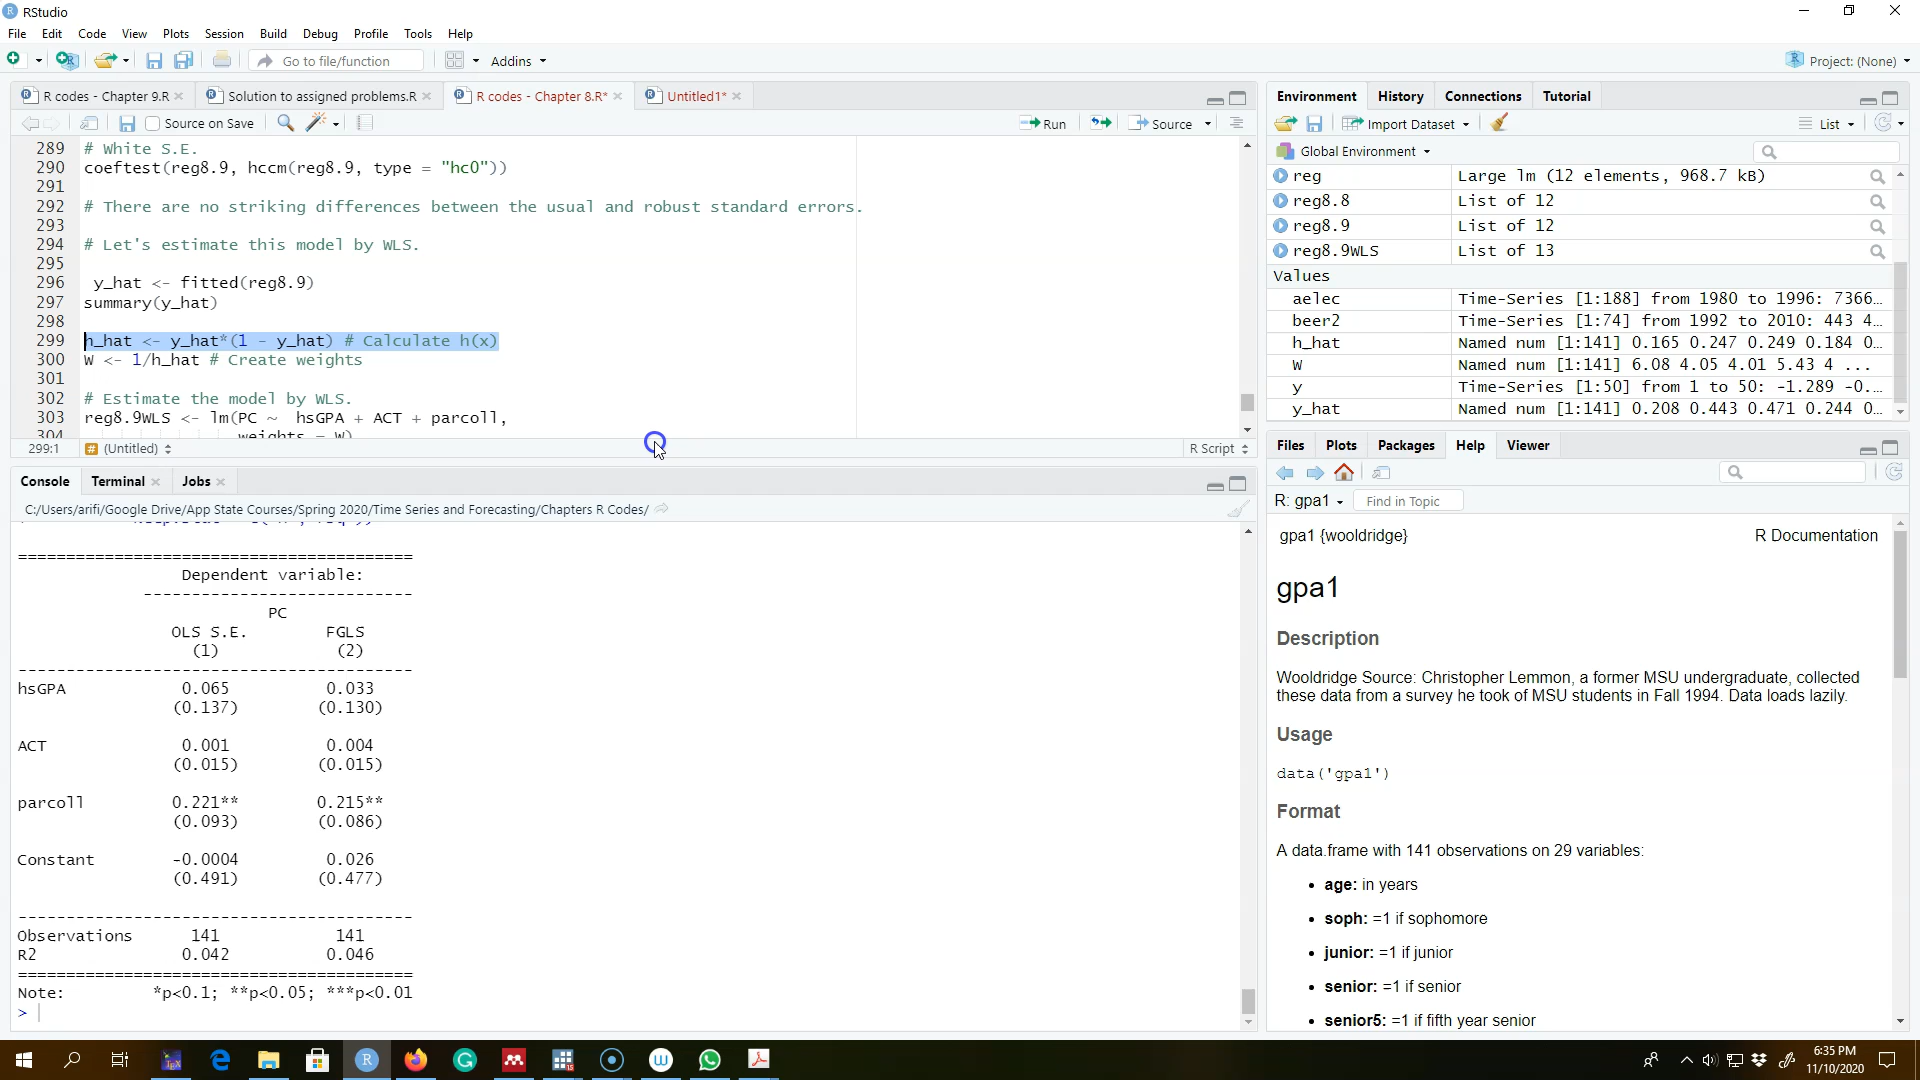 RStudio
File Edit Code View Plots Session Build Debug Profile Tools Help
Go to file/function Addins Project: (None)
R codes - Chapter 9.R Solution to assigned problems.R R codes - Chapter 8.R* Untitled1*
Source on Save Run Source
289 # White S.E.
290 coeftest(reg8.9, hccm(reg8.9, type = "hc0"))
291
292 # There are no striking differences between the usual and robust standard errors.
293
294 # Let's estimate this model by WLS.
295
296 y_hat <- fitted(reg8.9)
297 summary(y_hat)
298
299 h_hat <- y_hat*(1 - y_hat) # Calculate h(x)
300 W <- 1/h_hat # Create weights
301
302 # Estimate the model by WLS.
303 reg8.9WLS <- lm(PC ~ hsGPA + ACT + parcoll,
304 weights = W)
299:1 (Untitled) R Script
Console Terminal Jobs
C:/Users/arifi/Google Drive/App State Courses/Spring 2020/Time Series and Forecasting/Chapters R Codes/
=========================================
Dependent variable:
----------------------------
PC
OLS S.E. FGLS
(1) (2)
-----------------------------------------
hsGPA 0.065 0.033
(0.137) (0.130)
ACT 0.001 0.004
(0.015) (0.015)
parcoll 0.221** 0.215**
(0.093) (0.086)
Constant -0.0004 0.026
(0.491) (0.477)
-----------------------------------------
Observations 141 141
R2 0.042 0.046
=========================================
Note: *p<0.1; **p<0.05; ***p<0.01
>
Environment History Connections Tutorial
Import Dataset List
Global Environment
reg Large lm (12 elements, 968.7 kB)
reg8.8 List of 12
reg8.9 List of 12
reg8.9WLS List of 13
Values
aelec Time-Series [1:188] from 1980 to 1996: 7366…
beer2 Time-Series [1:74] from 1992 to 2010: 443 4…
h_hat Named num [1:141] 0.165 0.247 0.249 0.184 0…
W Named num [1:141] 6.08 4.05 4.01 5.43 4 ...
y Time-Series [1:50] from 1 to 50: -1.289 -0.…
y_hat Named num [1:141] 0.208 0.443 0.471 0.244 0…
Files Plots Packages Help Viewer
R: gpa1 Find in Topic
gpa1 {wooldridge} R Documentation
gpa1
Description
Wooldridge Source: Christopher Lemmon, a former MSU undergraduate, collected
these data from a survey he took of MSU students in Fall 1994. Data loads lazily.
Usage
data('gpa1')
Format
A data.frame with 141 observations on 29 variables:
• age: in years
• soph: =1 if sophomore
• junior: =1 if junior
• senior: =1 if senior
• senior5: =1 if fifth year senior
6:35 PM
11/10/2020